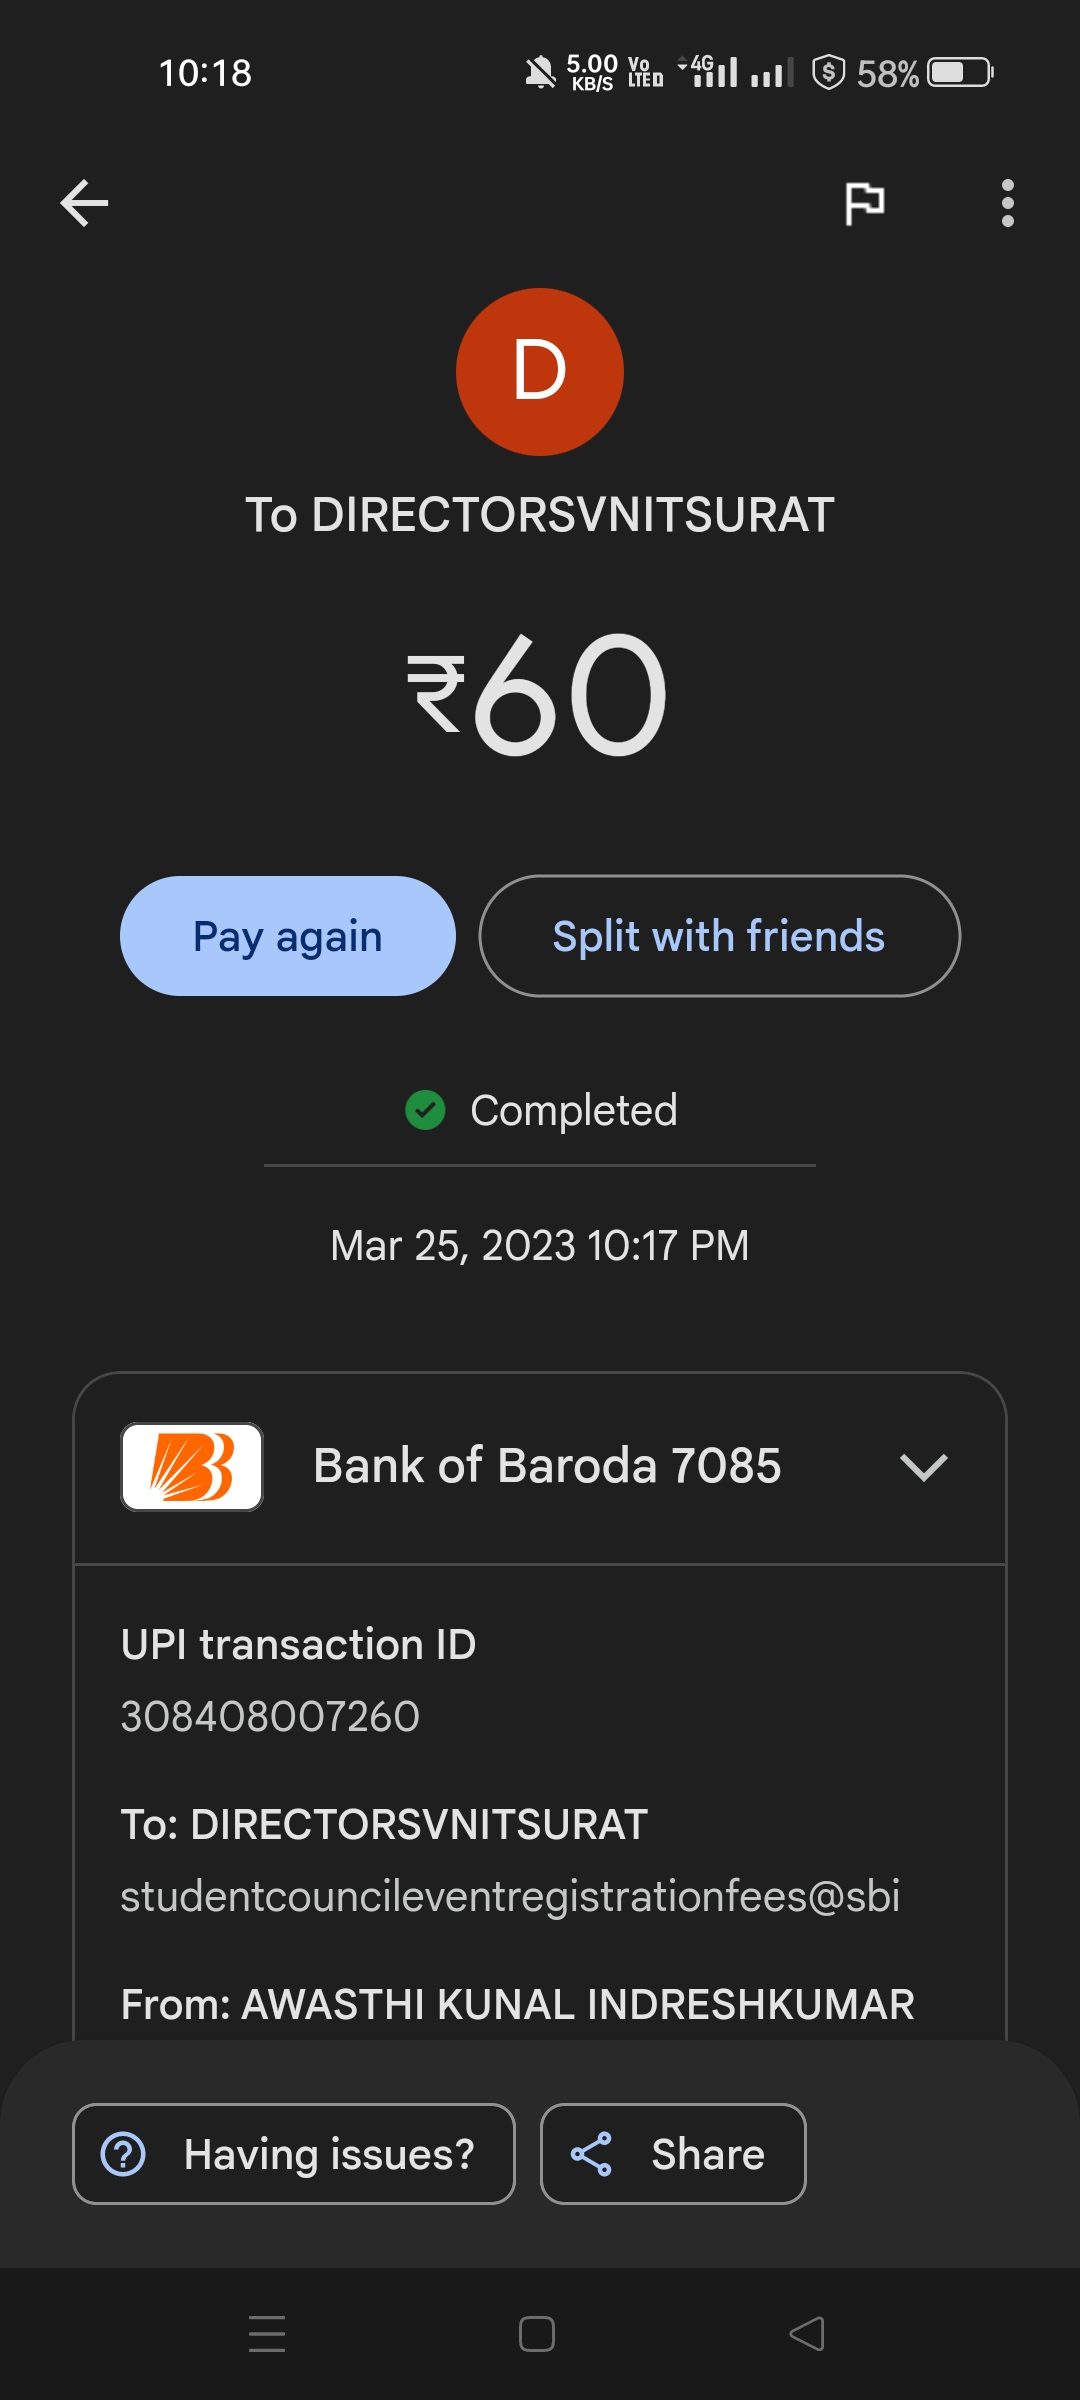 10:18
5.00 KB/S Vo LTED 4G 58%
D
To DIRECTORSVNITSURAT
₹60
Pay again
Split with friends
Completed
Mar 25, 2023 10:17 PM
Bank of Baroda 7085
UPI transaction ID
308408007260
To: DIRECTORSVNITSURAT
studentcouncileventregistrationfees@sbi
From: AWASTHI KUNAL INDRESHKUMAR
Having issues?
Share